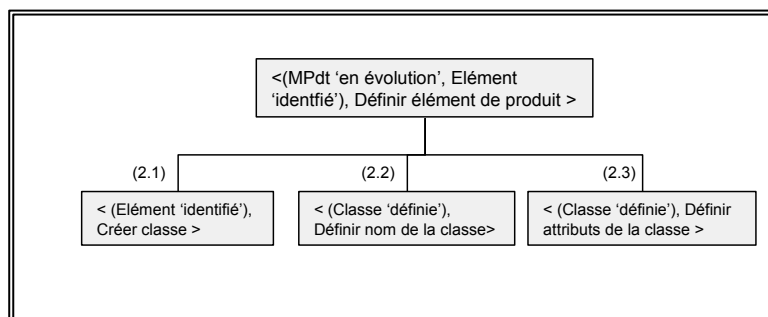 <(MPdt ‘en évolution’, Elément
‘identfié’), Définir élément de produit >
(2.1)
(2.2)
(2.3)
< (Elément ‘identifié’),
Créer classe >
< (Classe ‘définie’),
Définir nom de la classe>
< (Classe ‘définie’), Définir
attributs de la classe >